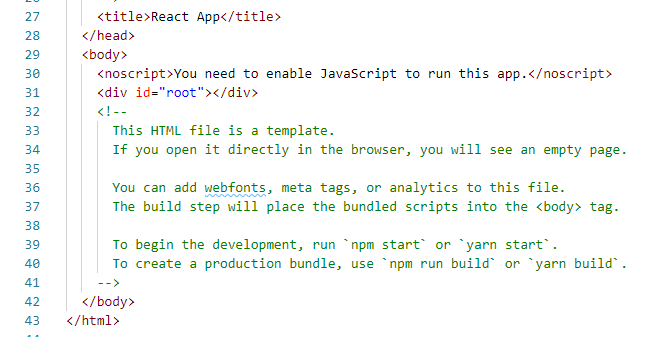 27 <title>React App</title>
28 </head>
29 <body>
30 <noscript>You need to enable JavaScript to run this app.</noscript>
31 <div id="root"></div>
32 <!--
33 This HTML file is a template.
34 If you open it directly in the browser, you will see an empty page.
35
36 You can add webfonts, meta tags, or analytics to this file.
37 The build step will place the bundled scripts into the <body> tag.
38
39 To begin the development, run `npm start` or `yarn start`.
40 To create a production bundle, use `npm run build` or `yarn build`.
41 -->
42 </body>
43 </html>